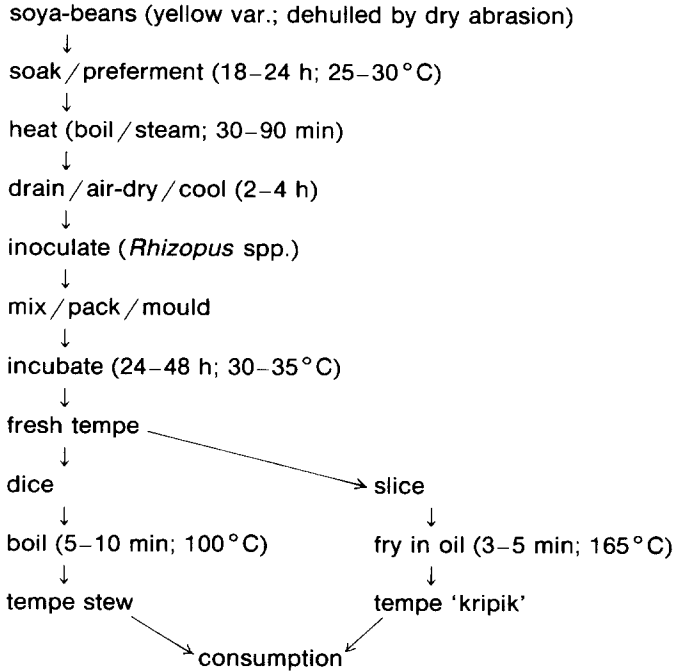 soya-beans (yellow var.; dehulled by dry abrasion)
↓
soak/preferment (18–24 h; 25–30°C)
↓
heat (boil/steam; 30–90 min)
↓
drain/air-dry/cool (2–4 h)
↓
inoculate (Rhizopus spp.)
↓
mix/pack/mould
↓
incubate (24–48 h; 30–35°C)
↓
fresh tempe
↓
dice
slice
↓ ↓
boil (5–10 min; 100°C)
fry in oil (3–5 min; 165°C)
↓ ↓
tempe stew
tempe ‘kripik’
consumption